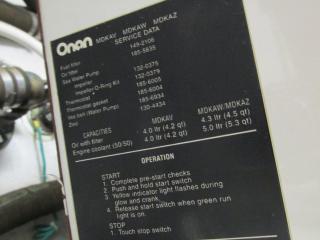 Onan MDKAV MDKAW MDKAZ
SERVICE DATA
Fuel filter 149-2106
Oil filter 185-5835
Sea Water Pump
Impeller 132-0375
Impeller-O-Ring Kit 132-0379
Thermostat 185-6005
Thermostat gasket 185-6004
Vee belt (Water Pump) 185-6034
Zinc 130-4434
CAPACITIES MDKAV MDKAW/MDKAZ
Oil with filter 4.0 ltr (4.2 qt) 4.3 ltr (4.5 qt)
Engine coolant (50/50) 4.0 ltr (4.2 qt) 5.0 ltr (5.3 qt)
OPERATION
START
1. Complete pre-start checks.
2. Push and hold start switch
3. Yellow indicator light flashes during
glow and crank.
4. Release start switch when green run
light is on.
STOP
1. Touch stop switch